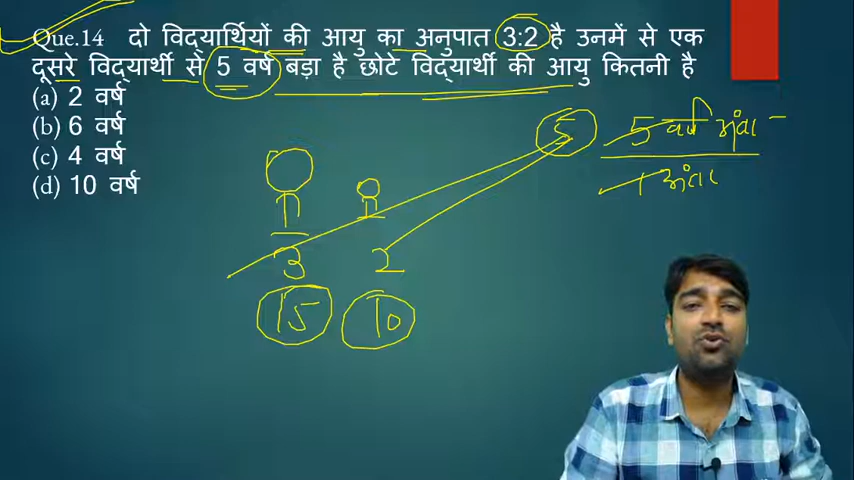 Que.14 दो विद्यार्थियों की आयु का अनुपात 3:2 है उनमें से एक
दूसरे विद्यार्थी से 5 वर्ष बड़ा है छोटे विद्यार्थी की आयु कितनी है
(a) 2 वर्ष
(b) 6 वर्ष
(c) 4 वर्ष
(d) 10 वर्ष
5 5 वर्ष अंतर
1 अंतर
3 2
15 10